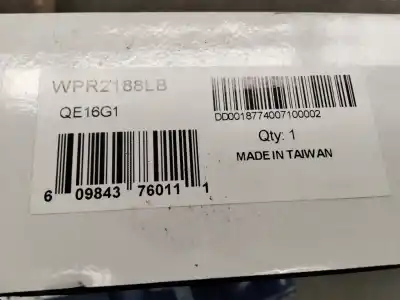 WPR2188LB
QE16G1
DD0018774007100002
Qty: 1
MADE IN TAIWAN
6 09843 76011 1